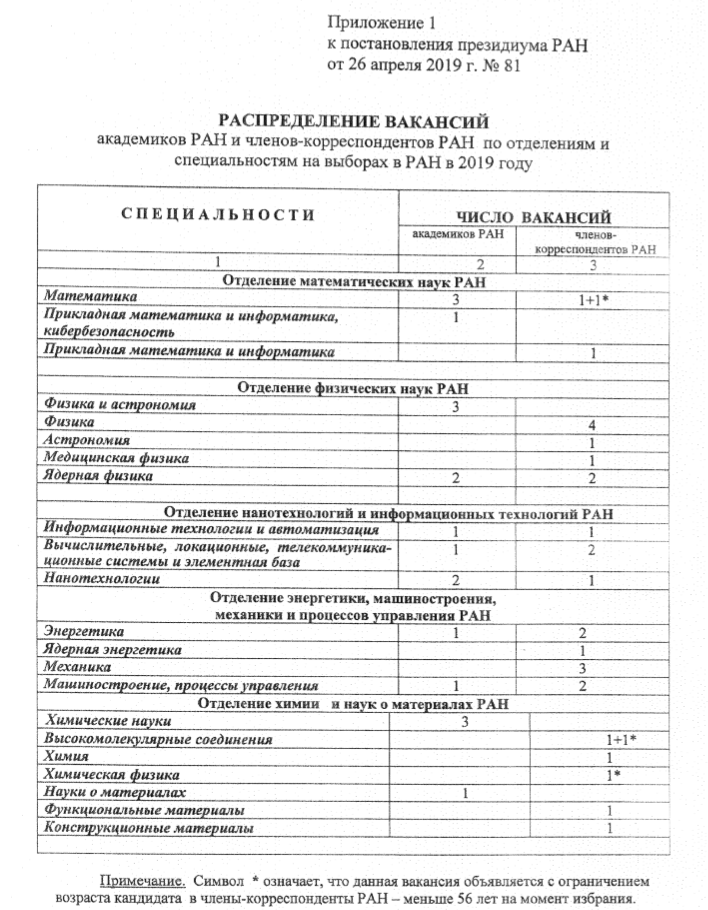 Приложение 1
к постановления президиума РАН
от 26 апреля 2019 г. № 81
РАСПРЕДЕЛЕНИЕ ВАКАНСИЙ
академиков РАН и членов-корреспондентов РАН по отделениям и
специальностям на выборах в РАН в 2019 году
СПЕЦИАЛЬНОСТИ ЧИСЛО ВАКАНСИЙ
академиков РАН членов-
корреспондентов РАН
1 2 3
Отделение математических наук РАН
Математика 3 1+1*
Прикладная математика и информатика, 1
кибербезопасность
Прикладная математика и информатика 1
Отделение физических наук РАН
Физика и астрономия 3
Физика 4
Астрономия 1
Медицинская физика 1
Ядерная физика 2 2
Отделение нанотехнологий и информационных технологий РАН
Информационные технологии и автоматизация 1 1
Вычислительные, локационные, телекоммуника- 1 2
ционные системы и элементная база
Нанотехнологии 2 1
Отделение энергетики, машиностроения,
механики и процессов управления РАН
Энергетика 1 2
Ядерная энергетика 1
Механика 3
Машиностроение, процессы управления 1 2
Отделение химии и наук о материалах РАН
Химические науки 3
Высокомолекулярные соединения 1+1*
Химия 1
Химическая физика 1*
Науки о материалах 1
Функциональные материалы 1
Конструкционные материалы 1
Примечание. Символ * означает, что данная вакансия объявляется с ограничением
возраста кандидата в члены-корреспонденты РАН – меньше 56 лет на момент избрания.